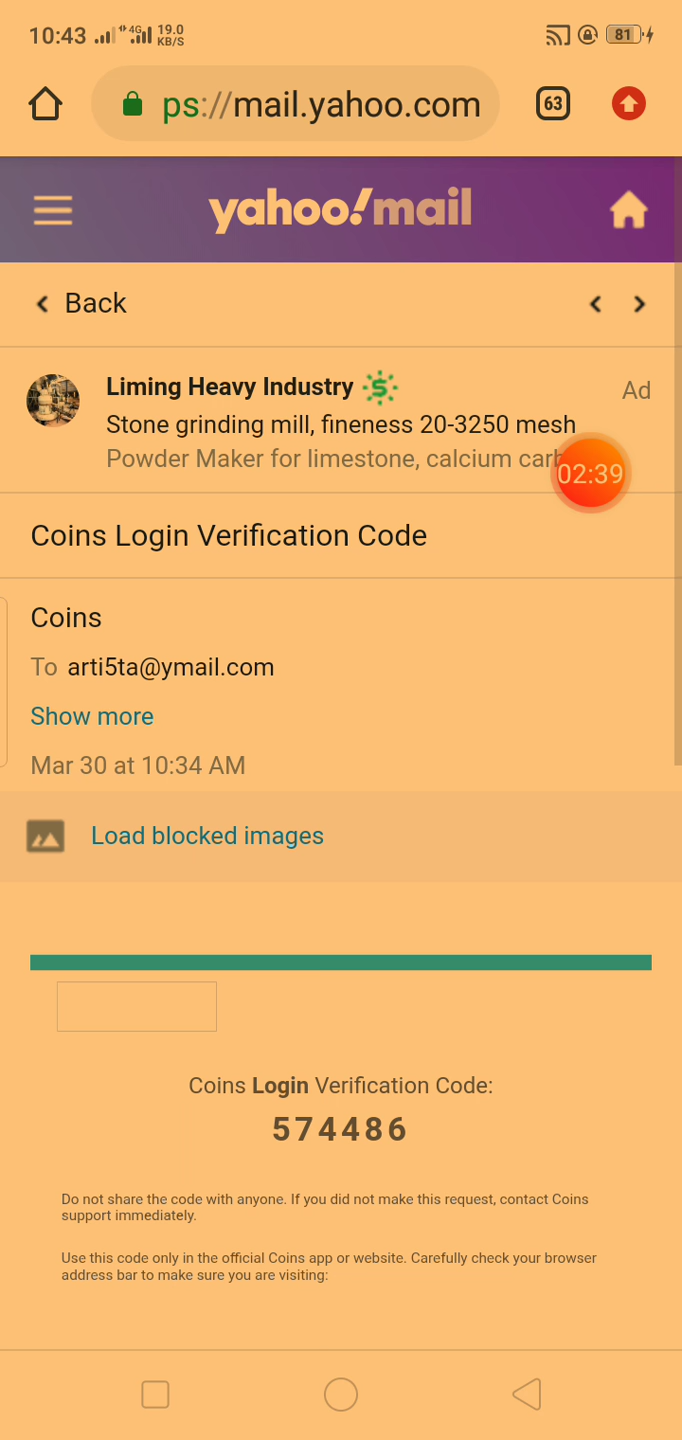 10:43 4G 19.0 KB/S 81
ps://mail.yahoo.com 63
yahoo!mail
Back
Liming Heavy Industry $ Ad
Stone grinding mill, fineness 20-3250 mesh
Powder Maker for limestone, calcium carb
02:39
Coins Login Verification Code
Coins
To arti5ta@ymail.com
Show more
Mar 30 at 10:34 AM
Load blocked images
Coins Login Verification Code:
574486
Do not share the code with anyone. If you did not make this request, contact Coins
support immediately.
Use this code only in the official Coins app or website. Carefully check your browser
address bar to make sure you are visiting: